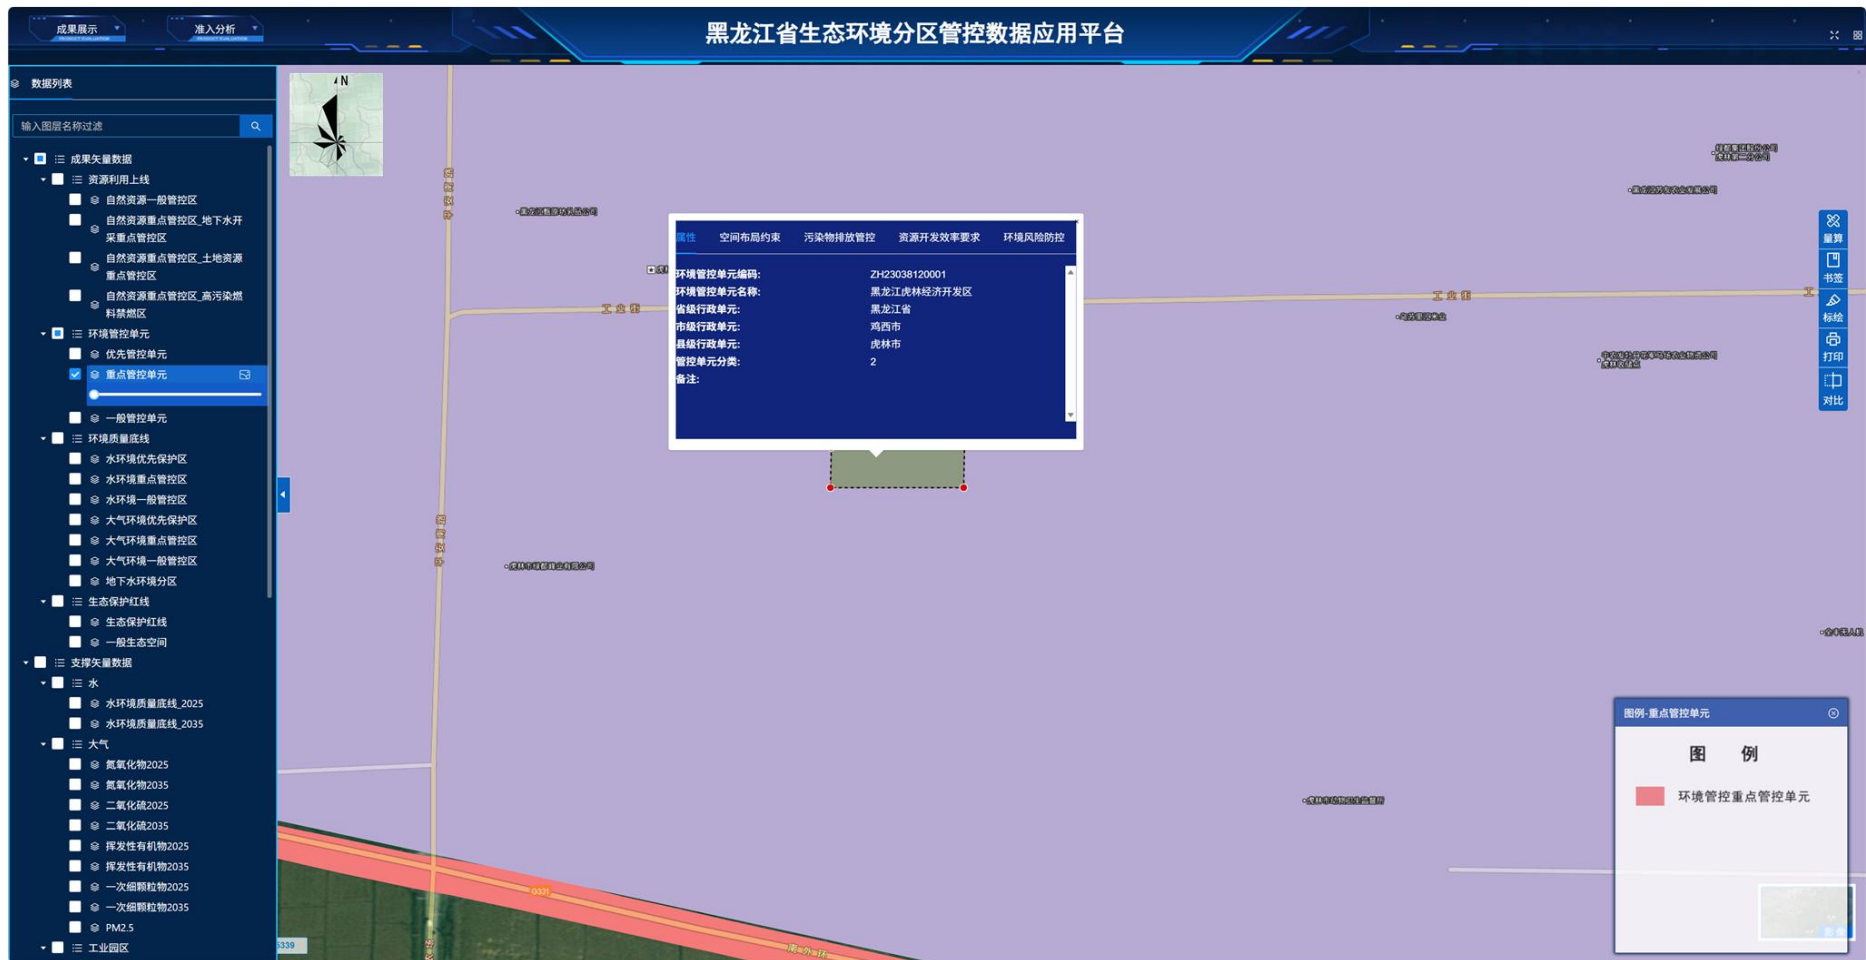 成果展示
准入分析
黑龙江省生态环境分区管控数据应用平台
数据列表
输入图层名称过滤
成果矢量数据
资源利用上线
自然资源一般管控区
自然资源重点管控区_地下水开
采重点管控区
自然资源重点管控区_土地资源
重点管控区
自然资源重点管控区_高污染燃
料禁燃区
环境管控单元
优先管控单元
重点管控单元
一般管控单元
环境质量底线
水环境优先保护区
水环境重点管控区
水环境一般管控区
大气环境优先保护区
大气环境重点管控区
大气环境一般管控区
地下水环境分区
生态保护红线
生态保护红线
一般生态空间
支撑矢量数据
水
水环境质量底线_2025
水环境质量底线_2035
大气
氮氧化物2025
氮氧化物2035
二氧化硫2025
二氧化硫2035
挥发性有机物2025
挥发性有机物2035
一次细颗粒物2025
一次细颗粒物2035
PM2.5
工业园区
N
工业街
属性 空间布局约束 污染物排放管控 资源开发效率要求 环境风险防控
环境管控单元编码: ZH23038120001
环境管控单元名称: 黑龙江虎林经济开发区
省级行政单元: 黑龙江省
市级行政单元: 鸡西市
县级行政单元: 虎林市
管控单元分类: 2
备注:
工业街
工
量算
书签
标绘
打印
对比
G331
南外环
5339
图例-重点管控单元
图 例
环境管控重点管控单元
影像